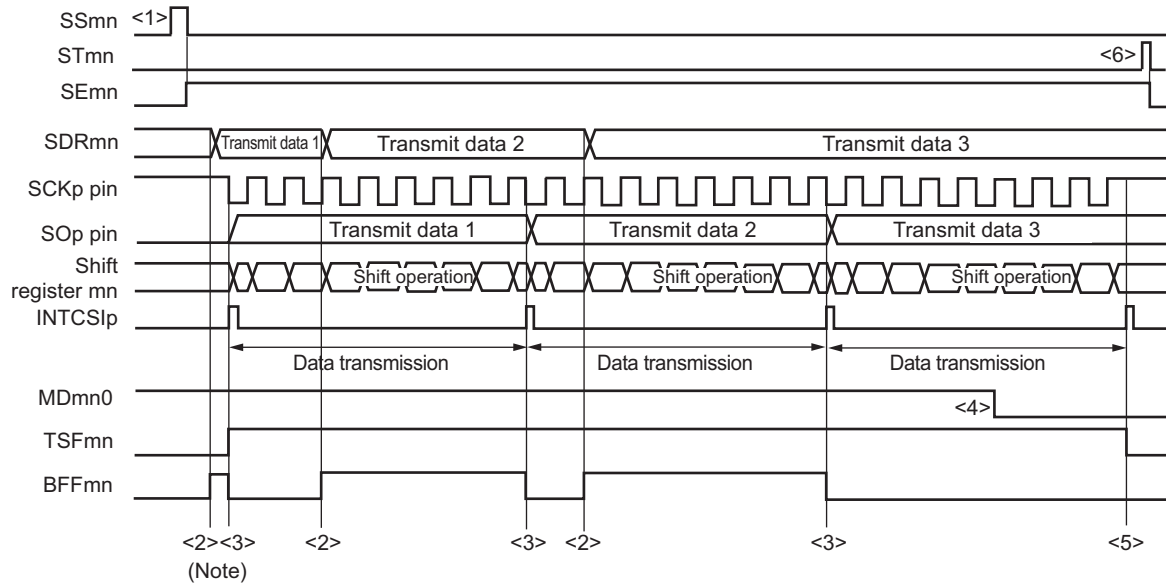 SSmn <1>
STmn <6>
SEmn
SDRmn Transmit data 1 Transmit data 2 Transmit data 3
SCKp pin
SOp pin Transmit data 1 Transmit data 2 Transmit data 3
Shift
register mn Shift operation Shift operation Shift operation
INTCSIp
Data transmission Data transmission Data transmission
MDmn0 <4>
TSFmn
BFFmn
<2><3> <2> <3> <2> <3> <5>
(Note)